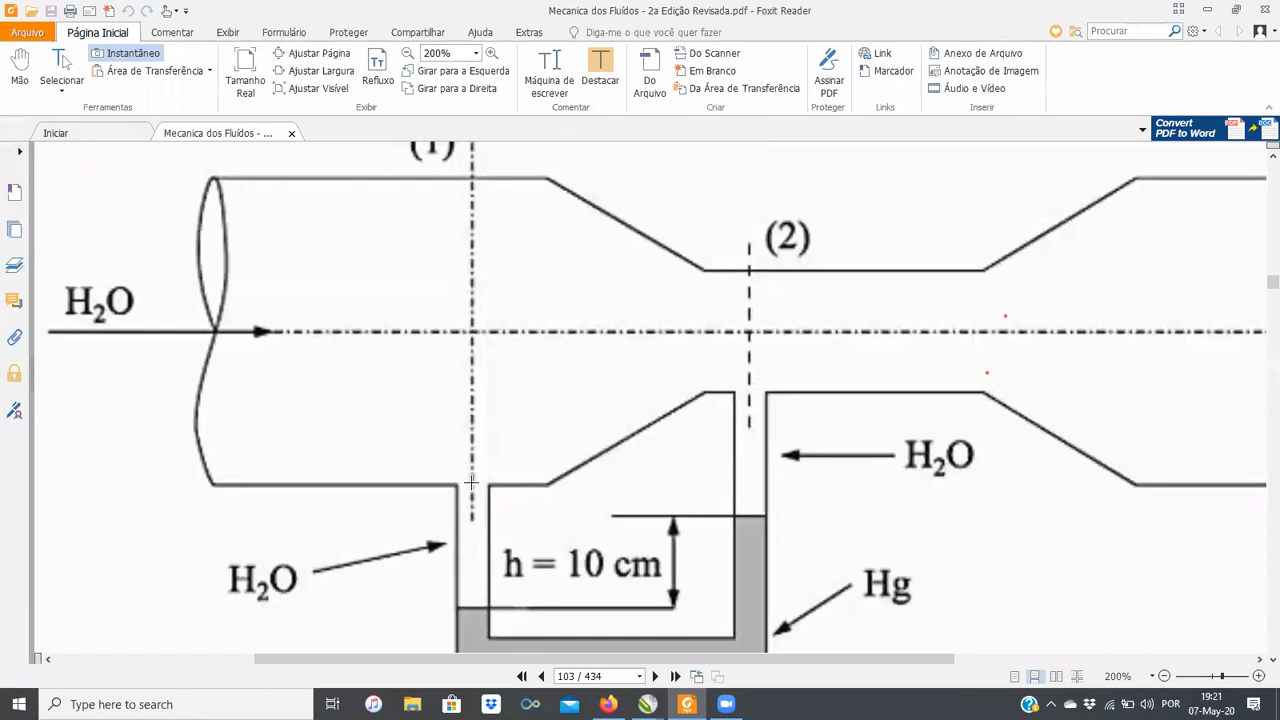 Mecanica dos Fluídos - 2a Edição Revisada.pdf - Foxit Reader
Arquivo Página Inicial Comentar Exibir Formulário Proteger Compartilhar Ajuda Extras Diga-me o que você quer fazer... Procurar
Mão
Selecionar
Instantâneo
Área de Transferência
Ferramentas
Tamanho Real
Ajustar Página
Ajustar Largura
Ajustar Visível
Refluxo
200%
Girar para a Esquerda
Girar para a Direita
Exibir
Máquina de escrever
Destacar
Comentar
Do Arquivo
Do Scanner
Em Branco
Da Área de Transferência
Criar
Assinar PDF
Proteger
Link
Marcador
Links
Anexo de Arquivo
Anotação de Imagem
Áudio e Vídeo
Inserir
Iniciar
Mecanica dos Fluídos - ...
Convert
PDF to Word
(1)
(2)
H₂O
H₂O
h = 10 cm
H₂O
Hg
103 / 434
200%
Type here to search
POR
19:21
07-May-20